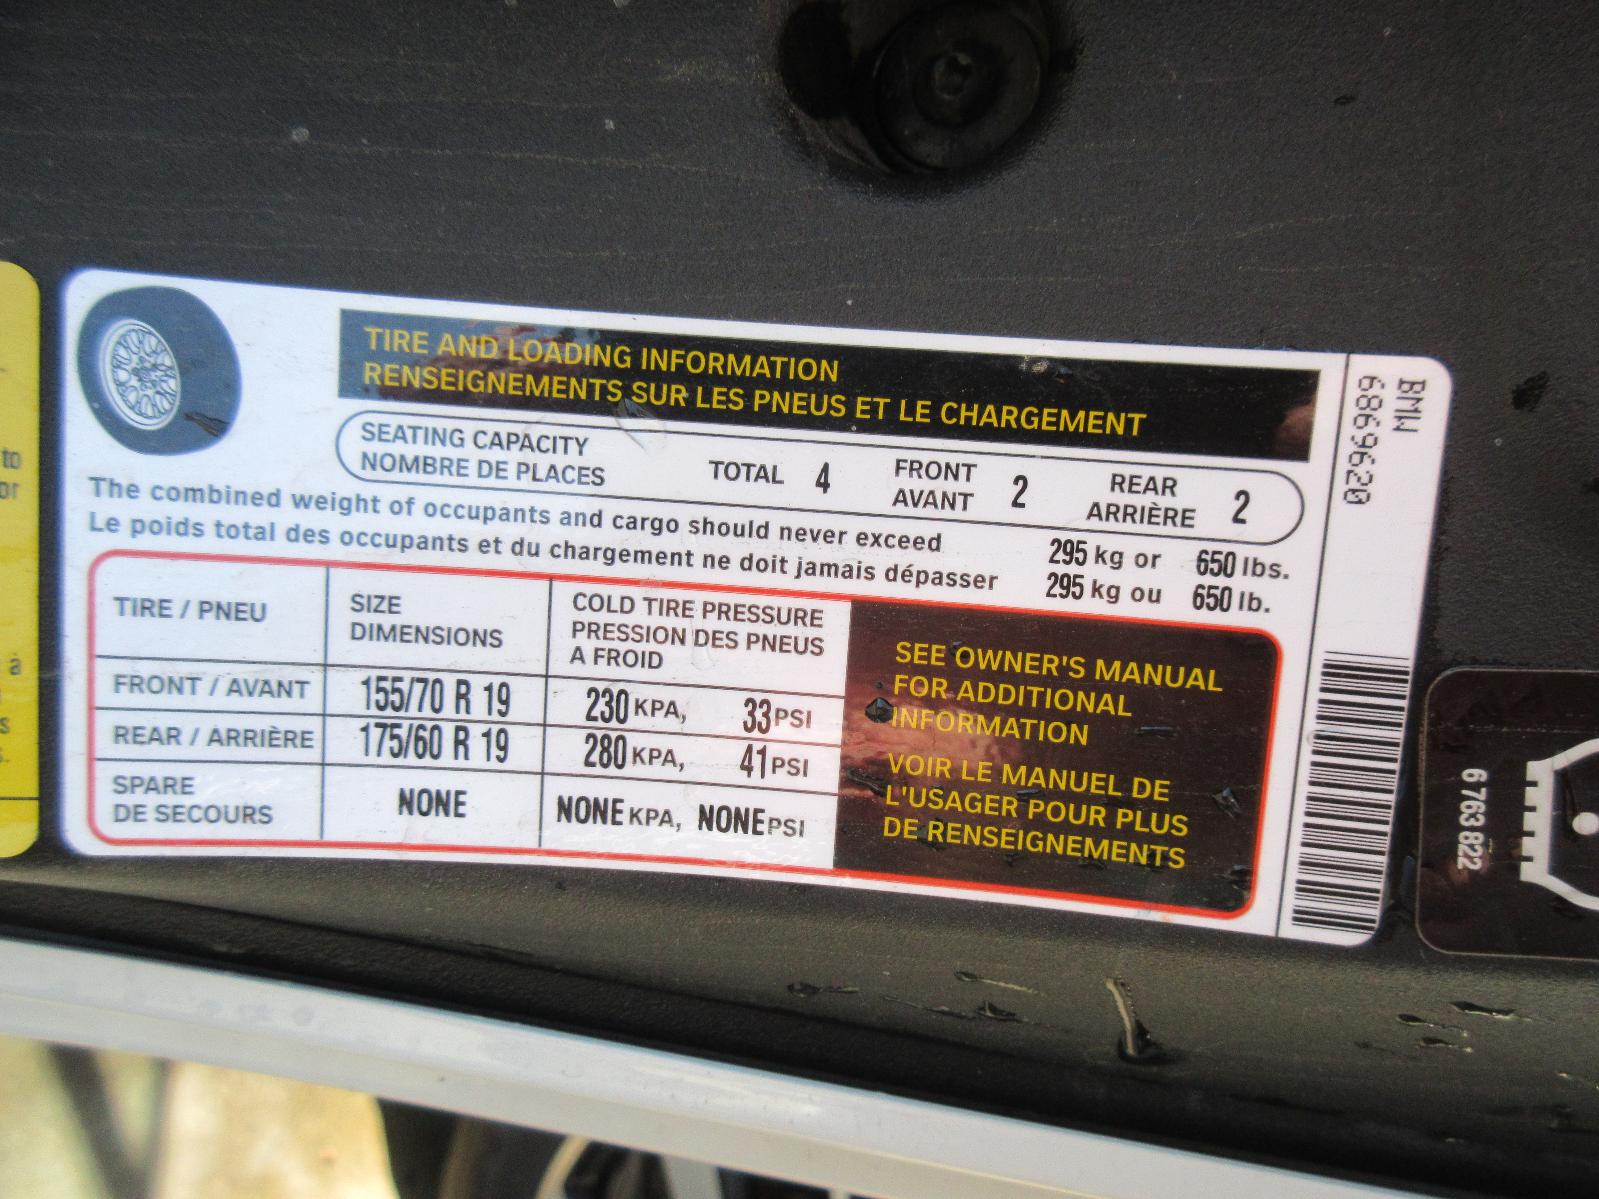 to
or
à
s
s.
TIRE AND LOADING INFORMATION
RENSEIGNEMENTS SUR LES PNEUS ET LE CHARGEMENT
SEATING CAPACITY
NOMBRE DE PLACES
TOTAL 4
FRONT
AVANT 2
REAR
ARRIÈRE 2
The combined weight of occupants and cargo should never exceed 295 kg or 650 lbs.
Le poids total des occupants et du chargement ne doit jamais dépasser 295 kg ou 650 lb.
TIRE / PNEU
SIZE
DIMENSIONS
COLD TIRE PRESSURE
PRESSION DES PNEUS
A FROID
FRONT / AVANT 155/70 R 19 230 KPA, 33 PSI
REAR / ARRIÈRE 175/60 R 19 280 KPA, 41 PSI
SPARE
DE SECOURS NONE NONE KPA, NONE PSI
SEE OWNER'S MANUAL
FOR ADDITIONAL
INFORMATION
VOIR LE MANUEL DE
L'USAGER POUR PLUS
DE RENSEIGNEMENTS
BMW
6869620
6 763 822